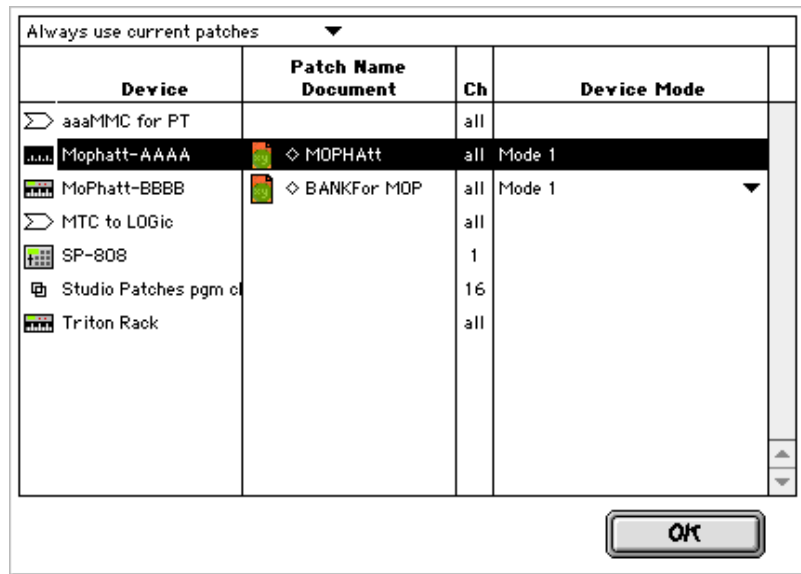 Always use current patches
Device Patch Name Document Ch Device Mode
aaaMMC for PT all
Mophatt-AAAA ◇ MOPHAtt all Mode 1
MoPhatt-BBBB ◇ BANKFor MOP all Mode 1
MTC to LOGic all
SP-808 1
Studio Patches pgm cl 16
Triton Rack all
OK